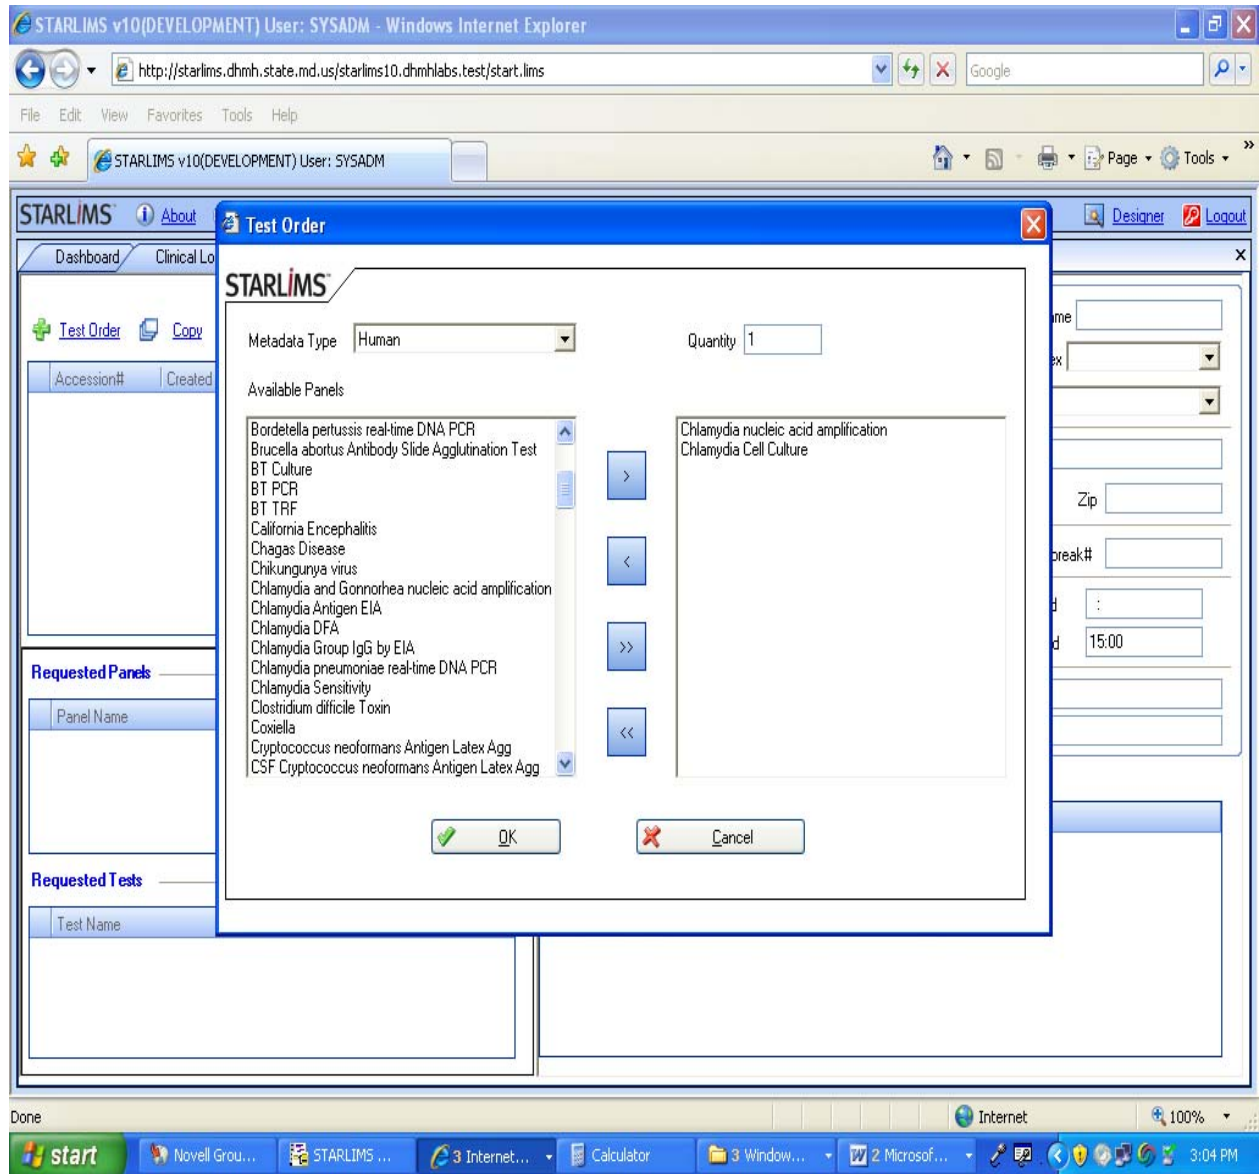 STARLIMS v10(DEVELOPMENT) User: SYSADM - Windows Internet Explorer
http://starlims.dhmh.state.md.us/starlims10.dhmhlabs.test/start.lims
Google
File Edit View Favorites Tools Help
STARLIMS v10(DEVELOPMENT) User: SYSADM
Page Tools
STARLIMS About
Designer Logout
Dashboard Clinical Lo
x
Test Order Copy
Accession# Created
Requested Panels
Panel Name
Requested Tests
Test Name
Test Order
STARLIMS
Metadata Type Human
Quantity 1
Available Panels
Bordetella pertussis real-time DNA PCR
Brucella abortus Antibody Slide Agglutination Test
BT Culture
BT PCR
BT TRF
California Encephalitis
Chagas Disease
Chikungunya virus
Chlamydia and Gonnorhea nucleic acid amplification
Chlamydia Antigen EIA
Chlamydia DFA
Chlamydia Group IgG by EIA
Chlamydia pneumoniae real-time DNA PCR
Chlamydia Sensitivity
Clostridium difficile Toxin
Coxiella
Cryptococcus neoformans Antigen Latex Agg
CSF Cryptococcus neoformans Antigen Latex Agg
>
<
>>
<<
Chlamydia nucleic acid amplification
Chlamydia Cell Culture
OK
Cancel
me
ex
Zip
break#
d :
d 15:00
Done
Internet
100%
start
Novell Grou...
STARLIMS ...
3 Internet...
Calculator
3 Window...
2 Microsof...
3:04 PM